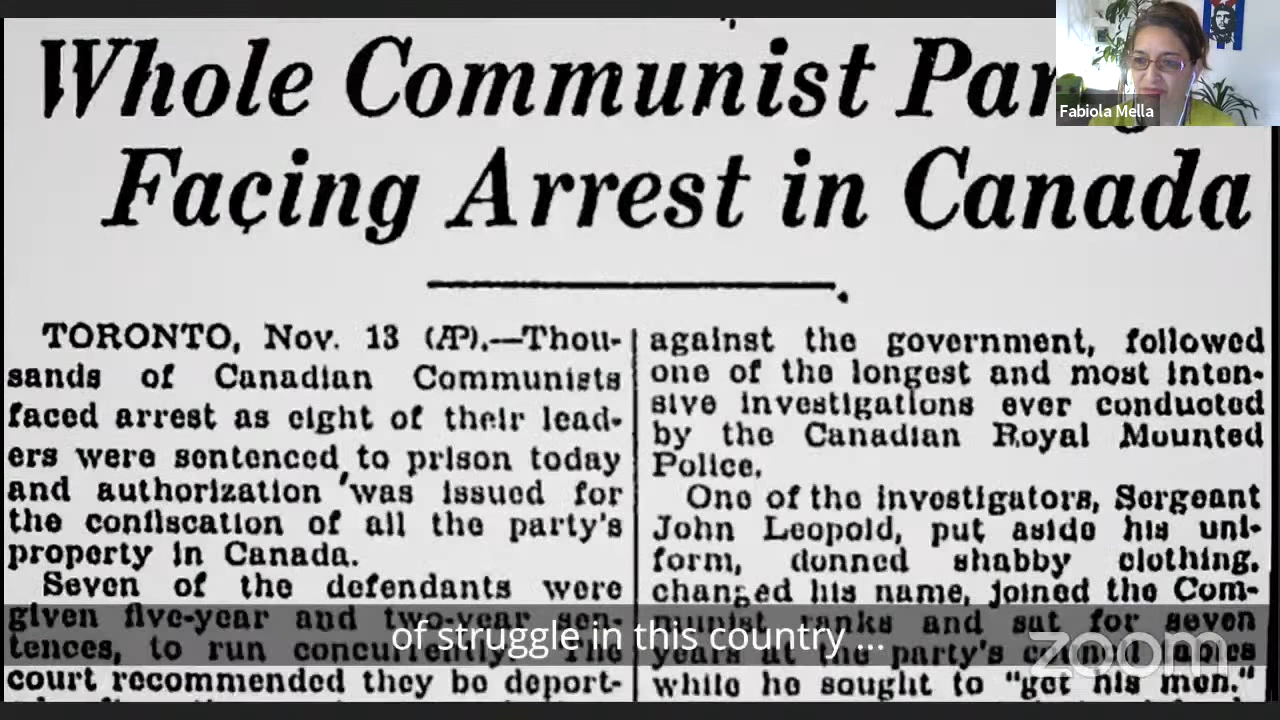 Whole Communist Par
Facing Arrest in Canada
Fabiola Mella
TORONTO, Nov. 13 (AP).—Thou-
sands of Canadian Communists
faced arrest as eight of their lead-
ers were sentenced to prison today
and authorization was issued for
the confiscation of all the party's
property in Canada.
Seven of the defendants were
given five-year and two-year sen-
tences, to run concurrently. The
court recommended they be deport-
against the government, followed
one of the longest and most inten-
sive investigations ever conducted
by the Canadian Royal Mounted
Police.
One of the investigators, Sergeant
John Leopold, put aside his uni-
form, donned shabby clothing,
changed his name, joined the Com-
munist ranks and sat for seven
years at the party's council tables
while he sought to "get his men."
of struggle in this country ...
zoom